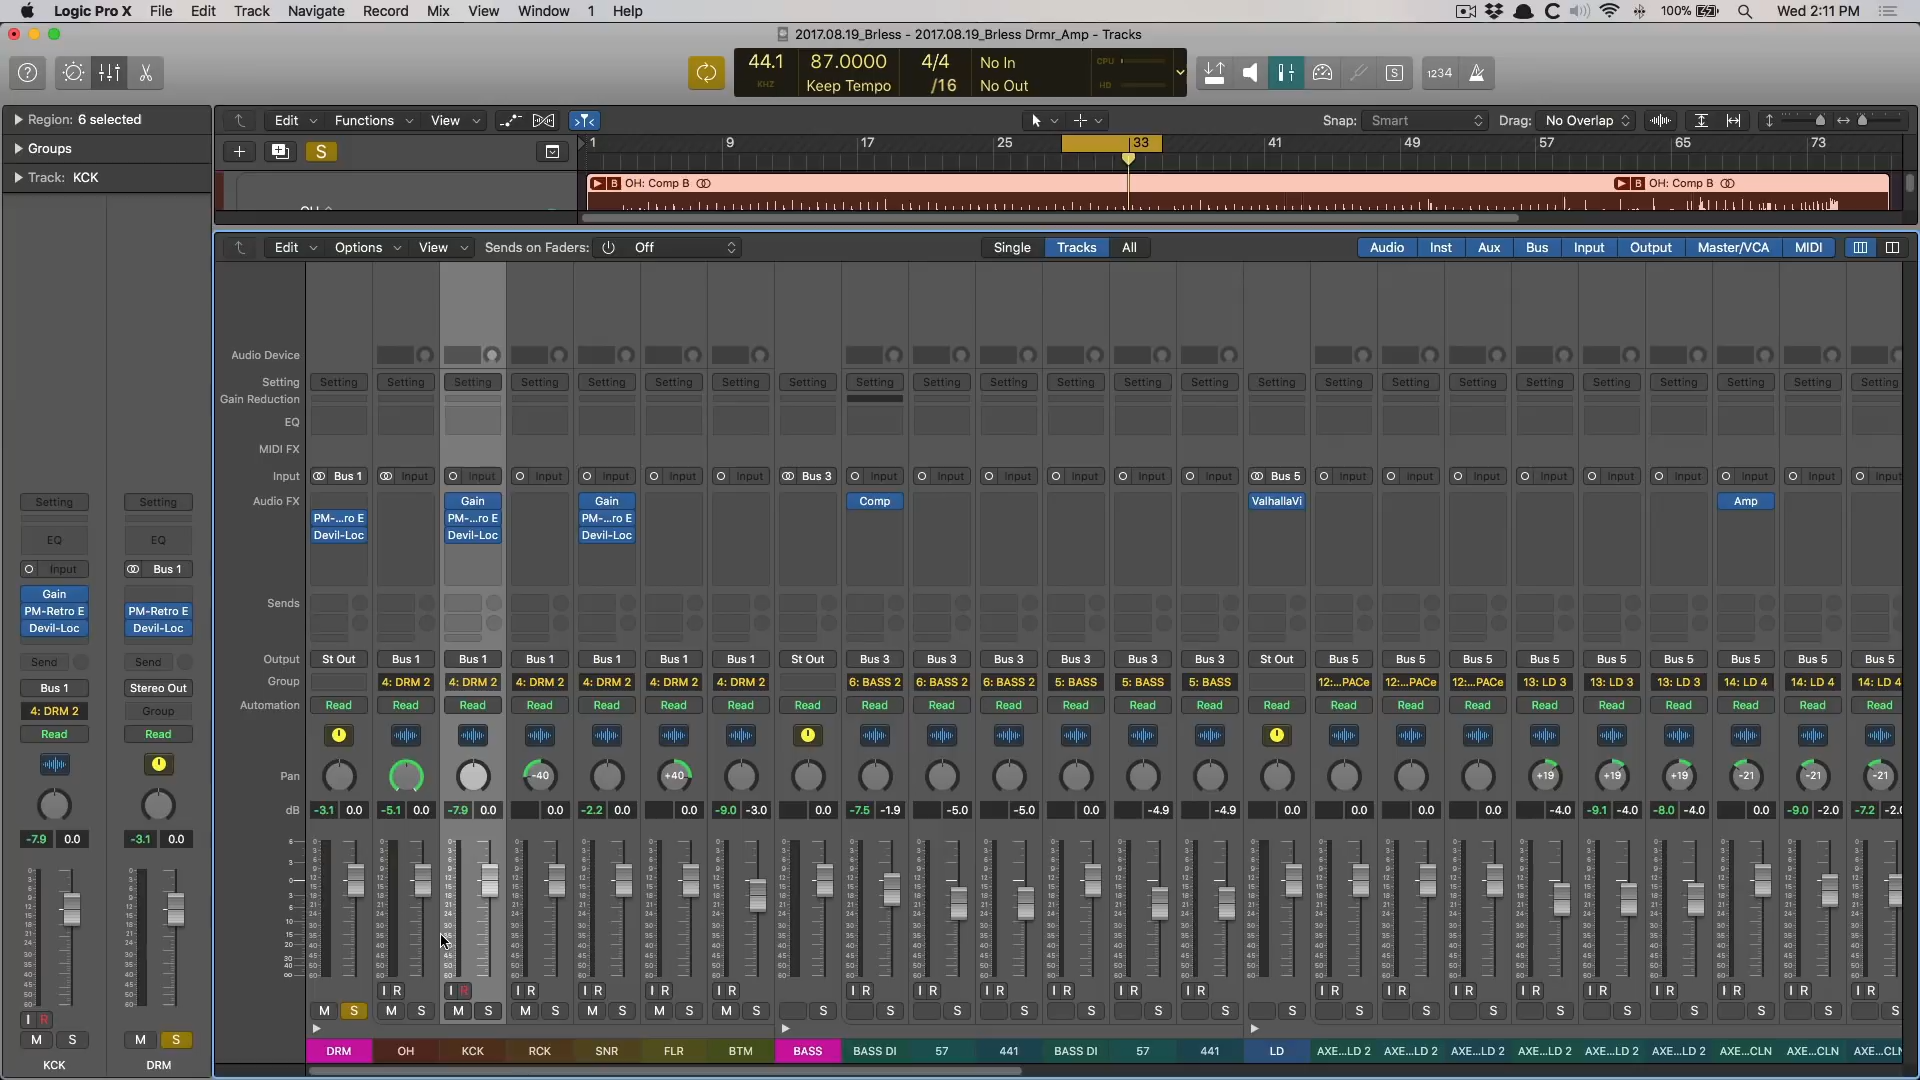 Logic Pro X File Edit Track Navigate Record Mix View Window 1 Help 100% Wed 2:11 PM
2017.08.19_Brless - 2017.08.19_Brless Drmr_Amp - Tracks
44.1 87.0000 4/4 No In CPU
KHZ Keep Tempo /16 No Out HD
S 1234
Region: 6 selected
Groups
Track: KCK
Edit Functions View Snap: Smart Drag: No Overlap
S 1 9 17 25 33 41 49 57 65 73
B OH: Comp B B OH: Comp B
Edit Options View Sends on Faders: Off Single Tracks All Audio Inst Aux Bus Input Output Master/VCA MIDI
Audio Device
Setting Setting Setting Setting Setting Setting Setting Setting Setting Setting Setting Setting Setting Setting Setting Setting Setting Setting Setting Setting Setting Setting Setting Setting Setting
Gain Reduction
EQ
MIDI FX
Input Bus 1 Input Input Input Input Input Input Bus 3 Input Input Input Input Input Input Bus 5 Input Input Input Input Input Input Input Input Input
Audio FX Gain Gain Comp ValhallaVi Amp
PM-...ro E PM-...ro E PM-...ro E
Devil-Loc Devil-Loc Devil-Loc
Sends
Output St Out Bus 1 Bus 1 Bus 1 Bus 1 Bus 1 Bus 1 St Out Bus 3 Bus 3 Bus 3 Bus 3 Bus 3 Bus 3 St Out Bus 5 Bus 5 Bus 5 Bus 5 Bus 5 Bus 5 Bus 5 Bus 5 Bus 5
Group 4: DRM 2 4: DRM 2 4: DRM 2 4: DRM 2 4: DRM 2 4: DRM 2 6: BASS 2 6: BASS 2 6: BASS 2 5: BASS 5: BASS 5: BASS 12:...PACe 12:...PACe 12:...PACe 13: LD 3 13: LD 3 13: LD 3 14: LD 4 14: LD 4 14: LD 4
Automation Read Read Read Read Read Read Read Read Read Read Read Read Read Read Read Read Read Read Read Read Read Read Read Read
Pan -40 +40 +19 +19 +19 -21 -21 -21
dB -3.1 0.0 -5.1 0.0 -7.9 0.0 0.0 -2.2 0.0 0.0 -9.0 -3.0 0.0 -7.5 -1.9 -5.0 -5.0 0.0 -4.9 -4.9 0.0 0.0 0.0 0.0 -4.0 -9.1 -4.0 -8.0 -4.0 0.0 -9.0 -2.0 -7.2 -2.0
I R I R I R I R I R I R I R I R I R I R I R I R I R I R I R I R I R I R I R I R I R
M S M S M S M S M S M S M S S S S S S S S S S S S S S S S S S
DRM OH KCK RCK SNR FLR BTM BASS BASS DI 57 441 BASS DI 57 441 LD AXE...LD 2 AXE...LD 2 AXE...LD 2 AXE...LD 2 AXE...LD 2 AXE...LD 2 AXE...CLN AXE...CLN AXE...CLN
Setting Setting
EQ EQ
Input Bus 1
Gain
PM-Retro E PM-Retro E
Devil-Loc Devil-Loc
Send Send
Bus 1 Stereo Out
4: DRM 2 Group
Read Read
-7.9 0.0 -3.1 0.0
I R
M S M S
KCK DRM